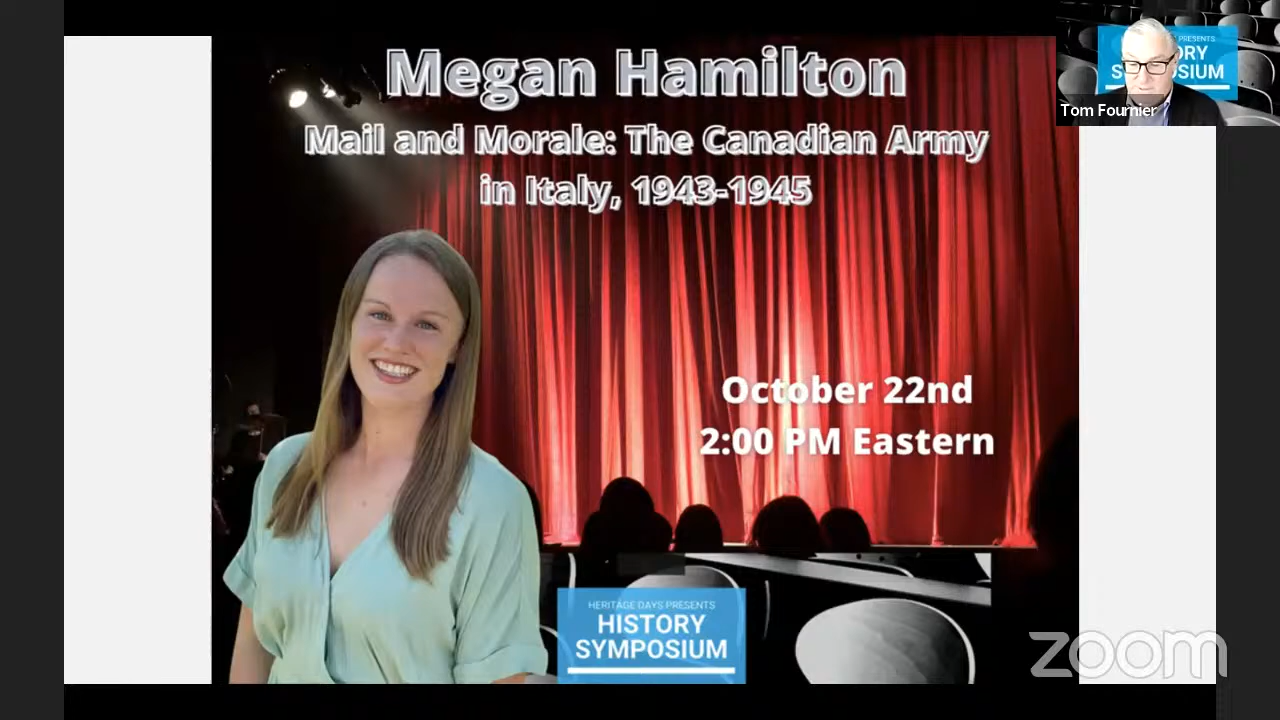 Megan Hamilton
Mail and Morale: The Canadian Army
in Italy, 1943-1945
October 22nd
2:00 PM Eastern
HERITAGE DAYS PRESENTS
HISTORY
SYMPOSIUM
Tom Fournier
zoom